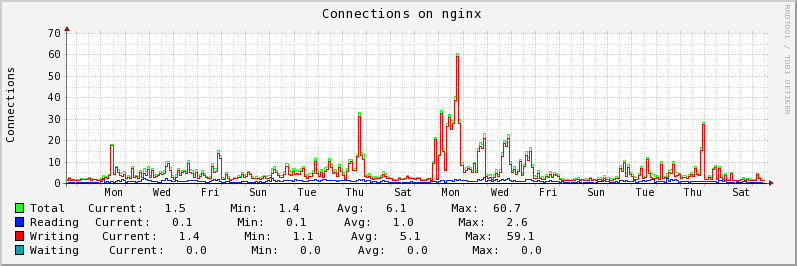 Connections on nginx
RRDTOOL / TOBI OETIKER
Connections
70
60
50
40
30
20
10
0
Mon Wed Fri Sun Tue Thu Sat Mon Wed Fri Sun Tue Thu Sat
Total Current: 1.5 Min: 1.4 Avg: 6.1 Max: 60.7
Reading Current: 0.1 Min: 0.1 Avg: 1.0 Max: 2.6
Writing Current: 1.4 Min: 1.1 Avg: 5.1 Max: 59.1
Waiting Current: 0.0 Min: 0.0 Avg: 0.0 Max: 0.0